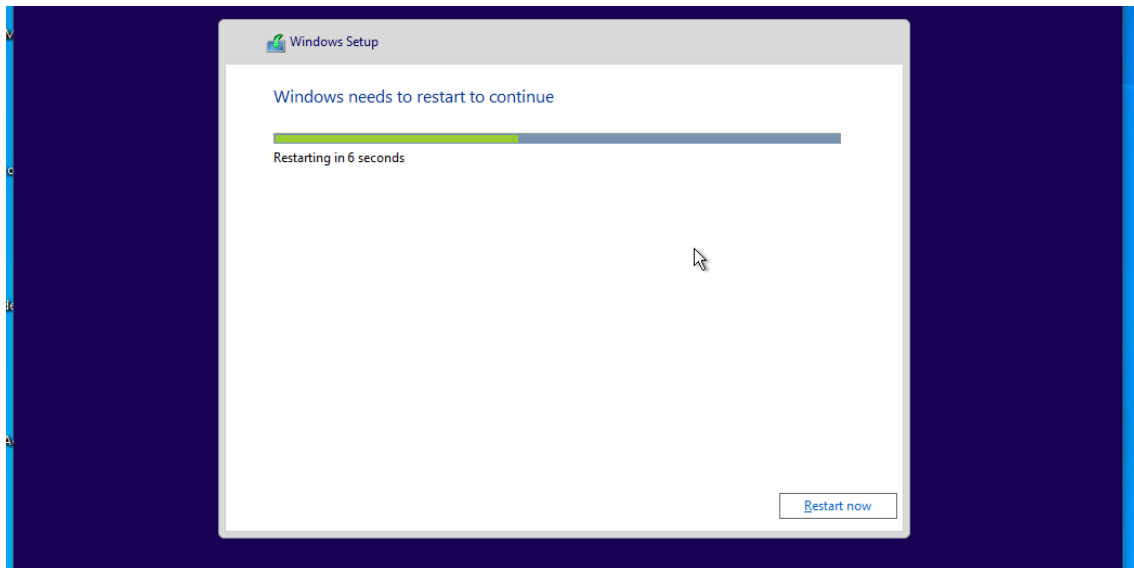 Windows Setup
Windows needs to restart to continue
Restarting in 6 seconds
Restart now